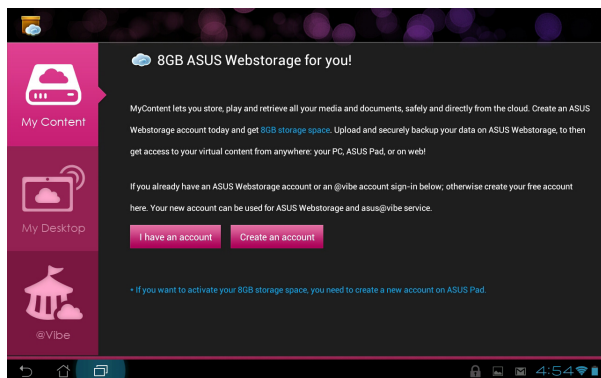 8GB ASUS Webstorage for you!
My Content
MyContent lets you store, play and retrieve all your media and documents, safely and directly from the cloud. Create an ASUS
Webstorage account today and get 8GB storage space. Upload and securely backup your data on ASUS Webstorage, to then
get access to your virtual content from anywhere: your PC, ASUS Pad, or on web!
If you already have an ASUS Webstorage account or an @vibe account sign-in below; otherwise create your free account
here. Your new account can be used for ASUS Webstorage and asus@vibe service.
My Desktop
I have an account
Create an account
• If you want to activate your 8GB storage space, you need to create a new account on ASUS Pad.
@Vibe
4:54